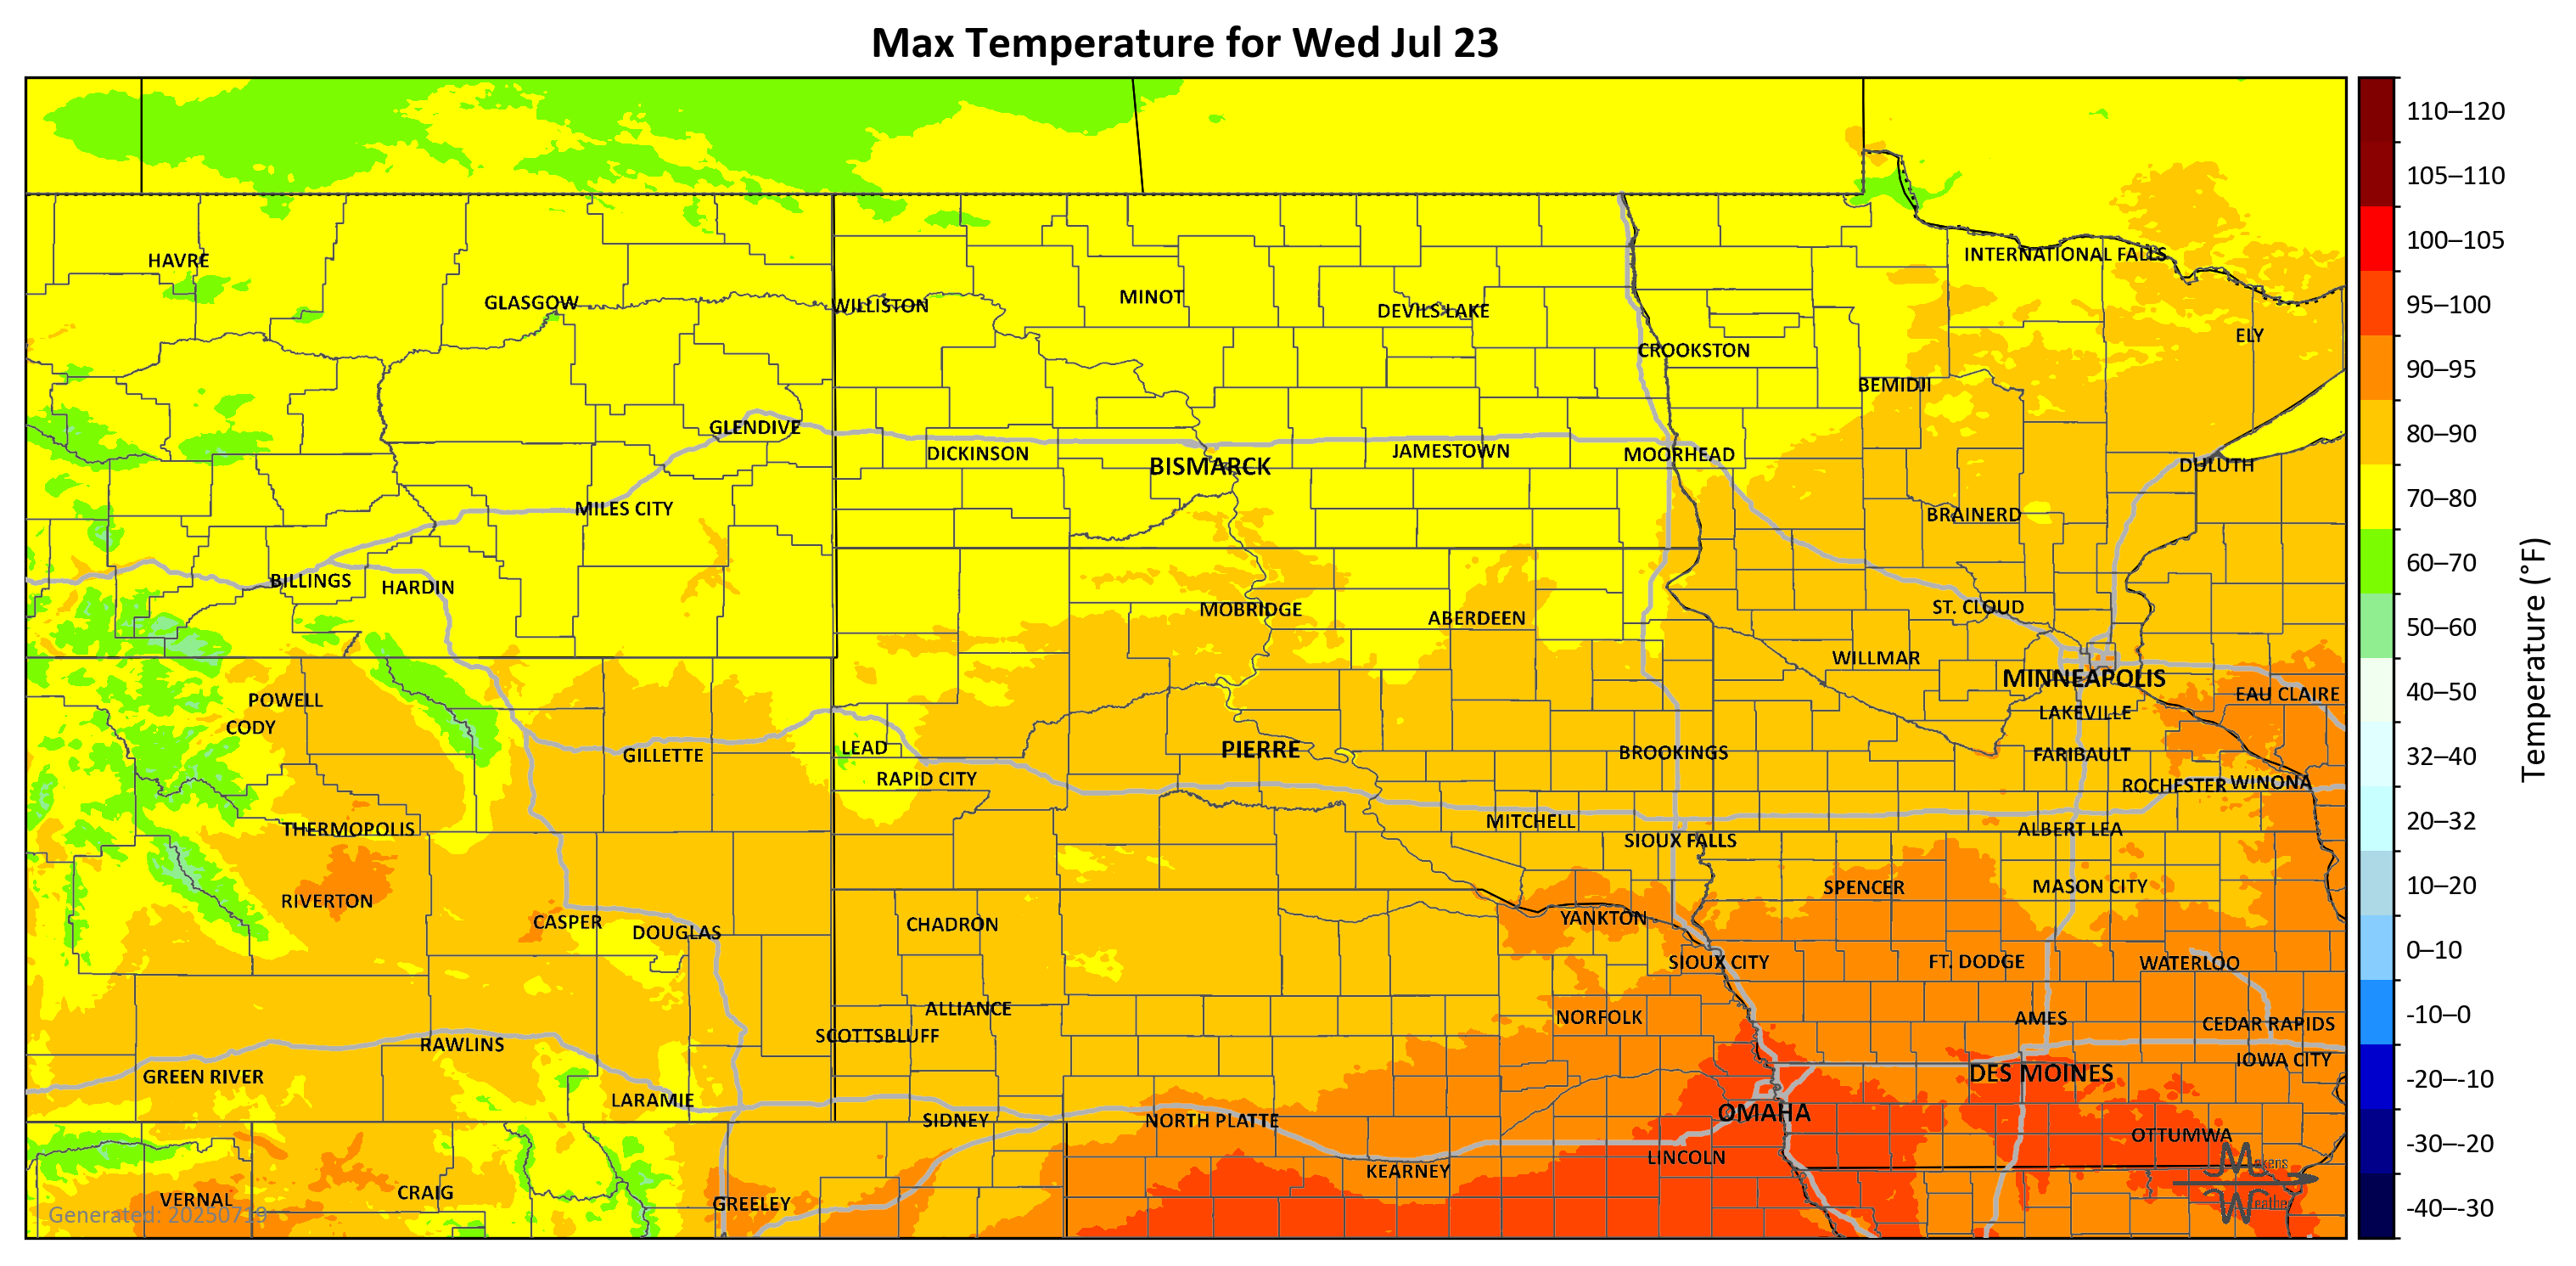 Max Temperature for Wed Jul 23
110–120
105–110
100–105
95–100
90–95
80–90
70–80
60–70
50–60
40–50
32–40
20–32
10–20
0–10
-10–0
-20–-10
-30–-20
-40–-30
Temperature (°F)
INTERNATIONAL FALLS
HAVRE
GLASGOW
WILLISTON
MINOT
DEVILS LAKE
ELY
CROOKSTON
BEMIDJI
GLENDIVE
DICKINSON
BISMARCK
JAMESTOWN
MOORHEAD
DULUTH
MILES CITY
BRAINERD
BILLINGS
HARDIN
MOBRIDGE
ABERDEEN
ST. CLOUD
WILLMAR
MINNEAPOLIS
EAU CLAIRE
POWELL
CODY
LAKEVILLE
GILLETTE
LEAD
PIERRE
BROOKINGS
FARIBAULT
RAPID CITY
ROCHESTER
WINONA
THERMOPOLIS
MITCHELL
SIOUX FALLS
ALBERT LEA
RIVERTON
SPENCER
MASON CITY
CASPER
DOUGLAS
CHADRON
YANKTON
SIOUX CITY
FT. DODGE
WATERLOO
ALLIANCE
NORFOLK
AMES
CEDAR RAPIDS
RAWLINS
SCOTTSBLUFF
IOWA CITY
GREEN RIVER
DES MOINES
LARAMIE
SIDNEY
NORTH PLATTE
OMAHA
OTTUMWA
LINCOLN
KEARNEY
VERNAL
CRAIG
GREELEY
Generated: 20250719
Makens
Weather